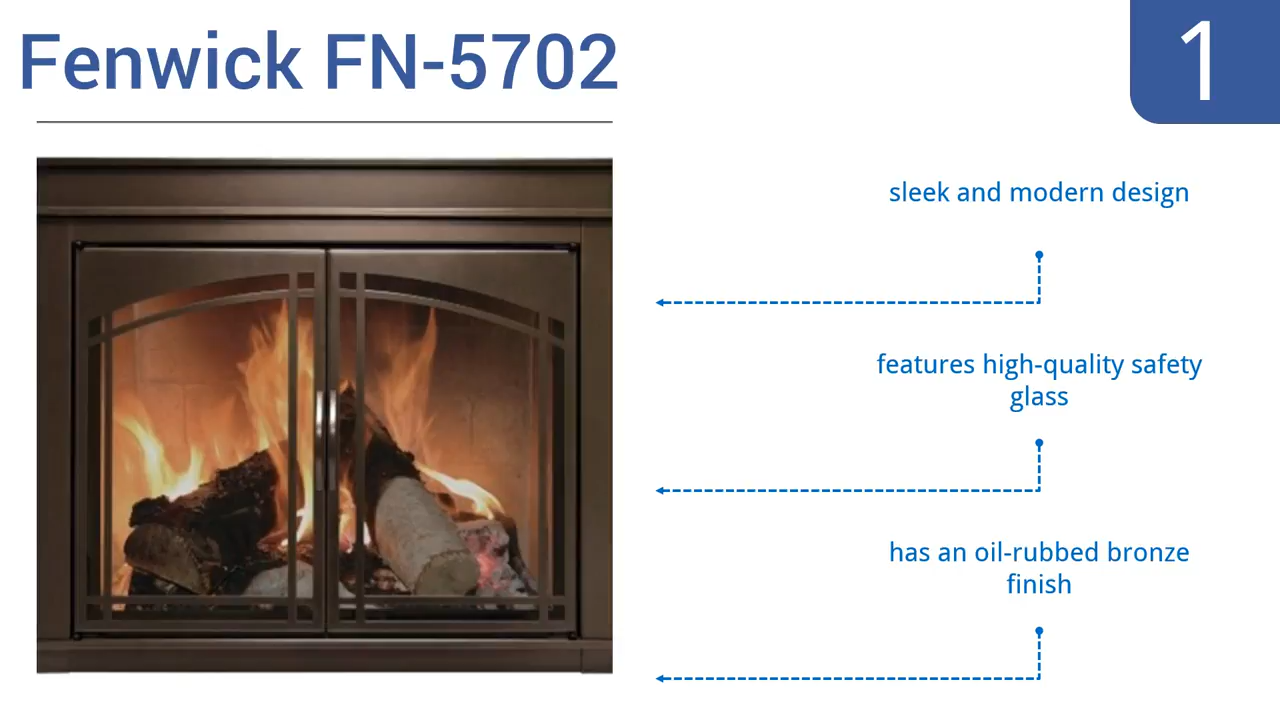 Fenwick FN-5702
1
sleek and modern design
features high-quality safety
glass
has an oil-rubbed bronze
finish